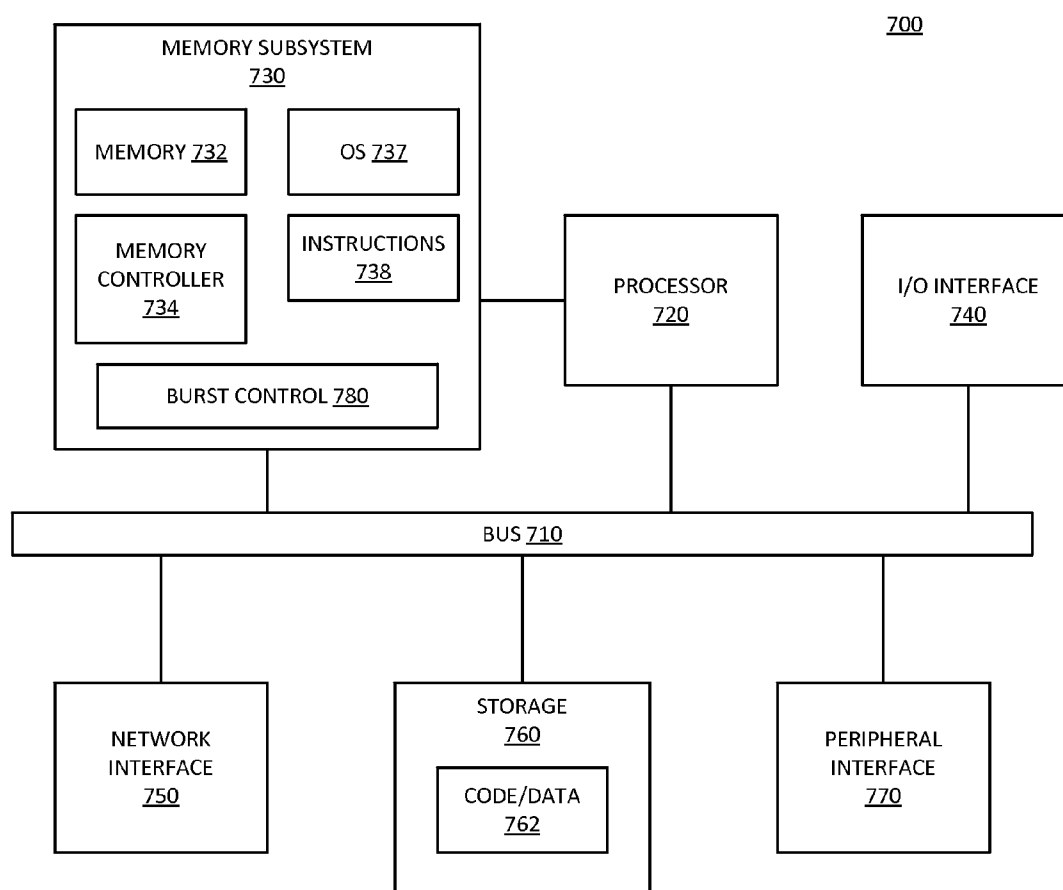 700
MEMORY SUBSYSTEM
730
MEMORY 732
OS 737
MEMORY
CONTROLLER
734
INSTRUCTIONS
738
BURST CONTROL 780
PROCESSOR
720
I/O INTERFACE
740
BUS 710
NETWORK
INTERFACE
750
STORAGE
760
CODE/DATA
762
PERIPHERAL
INTERFACE
770